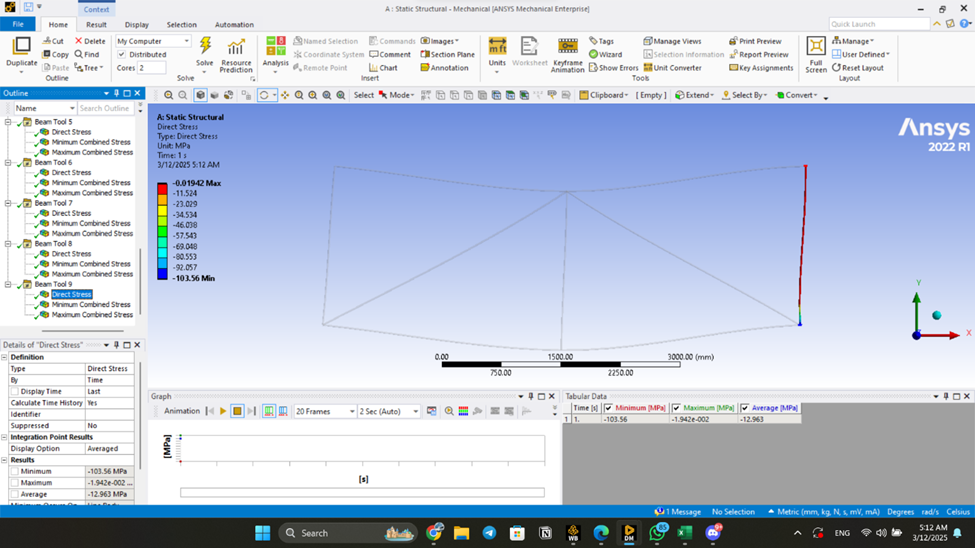 Context
A : Static Structural - Mechanical [ANSYS Mechanical Enterprise]
File Home Result Display Selection Automation Quick Launch
Duplicate
Cut
Copy
Paste
Delete
Find
Tree
Outline
My Computer
Distributed
Cores 2
Solve
Resource Prediction
Solve
Analysis
Named Selection
Coordinate System
Remote Point
Commands
Comment
Chart
Images
Section Plane
Annotation
Insert
Units
Worksheet
Keyframe Animation
Tags
Wizard
Show Errors
Manage Views
Selection Information
Unit Converter
Print Preview
Report Preview
Key Assignments
Tools
Full Screen
Manage
User Defined
Reset Layout
Layout
Outline
Name Search Outline
Select Mode Clipboard [ Empty ] Extend Select By Convert
Beam Tool 5
Direct Stress
Minimum Combined Stress
Maximum Combined Stress
Beam Tool 6
Direct Stress
Minimum Combined Stress
Maximum Combined Stress
Beam Tool 7
Direct Stress
Minimum Combined Stress
Maximum Combined Stress
Beam Tool 8
Direct Stress
Minimum Combined Stress
Maximum Combined Stress
Beam Tool 9
Direct Stress
Minimum Combined Stress
Maximum Combined Stress
A: Static Structural
Direct Stress
Type: Direct Stress
Unit: MPa
Time: 1 s
3/12/2025 5:12 AM
-0.01942 Max
-11.524
-23.029
-34.534
-46.038
-57.543
-69.048
-80.553
-92.057
-103.56 Min
Ansys
2022 R1
Y
X
0.00 1500.00 3000.00 (mm)
750.00 2250.00
Details of "Direct Stress"
Definition
Type Direct Stress
By Time
Display Time Last
Calculate Time History Yes
Identifier
Suppressed No
Integration Point Results
Display Option Averaged
Results
Minimum -103.56 MPa
Maximum -1.942e-002 ...
Average -12.963 MPa
Graph
Animation 20 Frames 2 Sec (Auto)
[MPa]
[s]
Tabular Data
Time [s] Minimum [MPa] Maximum [MPa] Average [MPa]
1 1. -103.56 -1.942e-002 -12.963
1 Message No Selection Metric (mm, kg, N, s, mV, mA) Degrees rad/s Celsius
Search
WB
DM
85
ENG
5:12 AM
3/12/2025